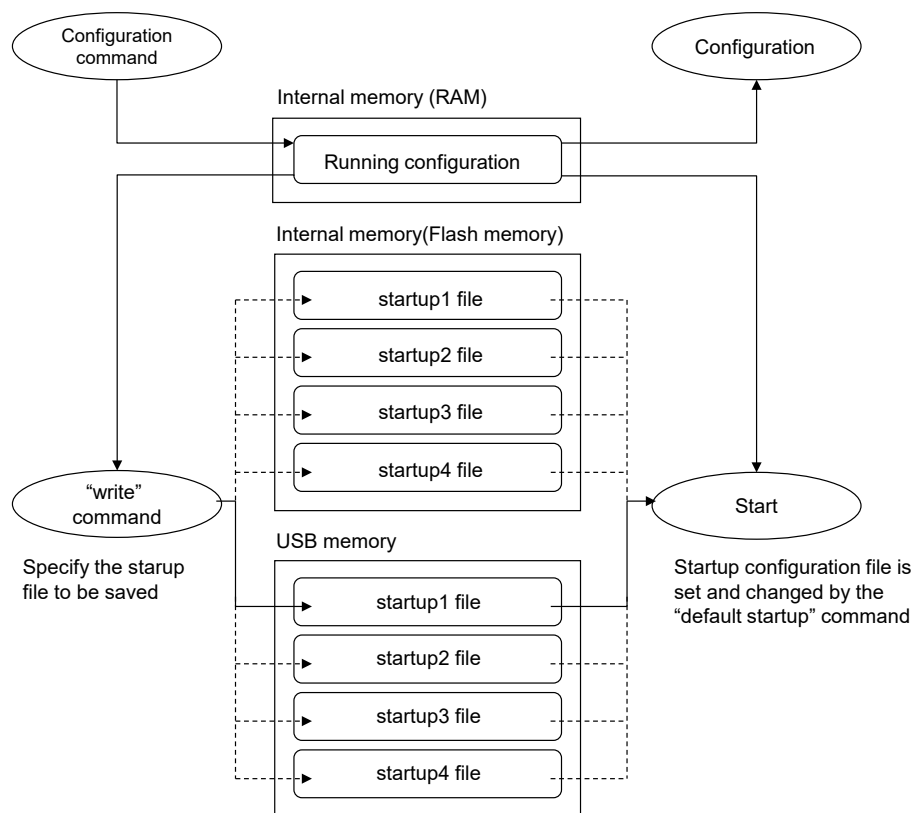 Configuration
command
Configuration
Internal memory (RAM)
Running configuration
Internal memory(Flash memory)
startup1 file
startup2 file
startup3 file
startup4 file
“write”
command
Start
Specify the starup
file to be saved
USB memory
Startup configuration file is
set and changed by the
“default startup” command
startup1 file
startup2 file
startup3 file
startup4 file